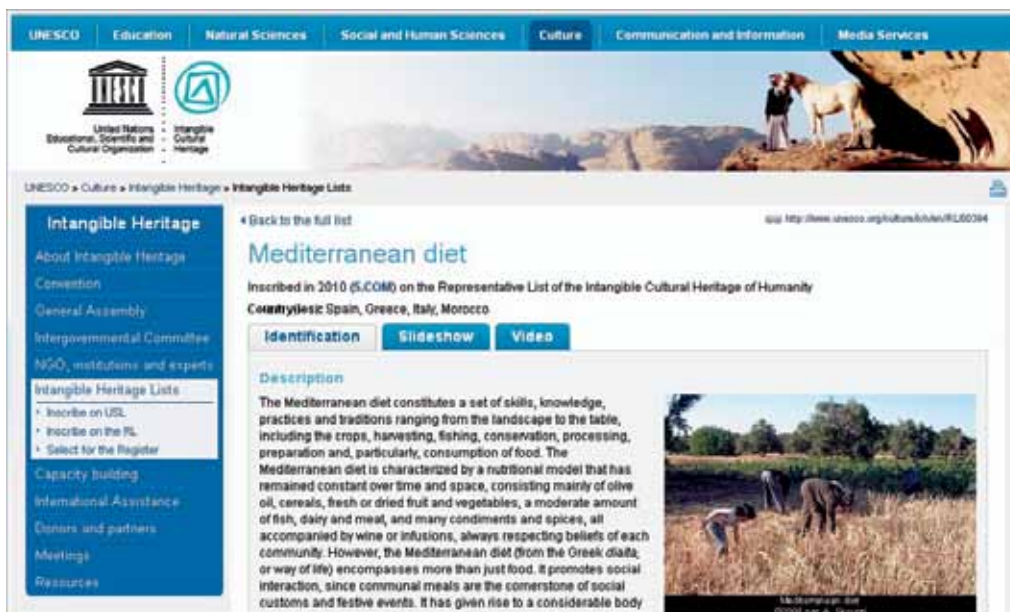 UNESCO Education Natural Sciences Social and Human Sciences Culture Communication and Information Media Services
United Nations
Educational, Scientific and
Cultural Organization
Intangible
Cultural
Heritage
UNESCO » Culture » Intangible Heritage » Intangible Heritage Lists
Intangible Heritage
About Intangible Heritage
Convention
General Assembly
Intergovernmental Committee
NGO, institutions and experts
Intangible Heritage Lists
Inscribe on USL
Inscribe on the RL
Select for the Register
Capacity building
International Assistance
Donors and partners
Meetings
Resources
Back to the full list
Mediterranean diet
Inscribed in 2010 (5.COM) on the Representative List of the Intangible Cultural Heritage of Humanity
Country(ies): Spain, Greece, Italy, Morocco
Identification Slideshow Video
Description
The Mediterranean diet constitutes a set of skills, knowledge,
practices and traditions ranging from the landscape to the table,
including the crops, harvesting, fishing, conservation, processing,
preparation and, particularly, consumption of food. The
Mediterranean diet is characterized by a nutritional model that has
remained constant over time and space, consisting mainly of olive
oil, cereals, fresh or dried fruit and vegetables, a moderate amount
of fish, dairy and meat, and many condiments and spices, all
accompanied by wine or infusions, always respecting beliefs of each
community. However, the Mediterranean diet (from the Greek diaita,
or way of life) encompasses more than just food. It promotes social
interaction, since communal meals are the cornerstone of social
customs and festive events. It has given rise to a considerable body
Mediterranean diet